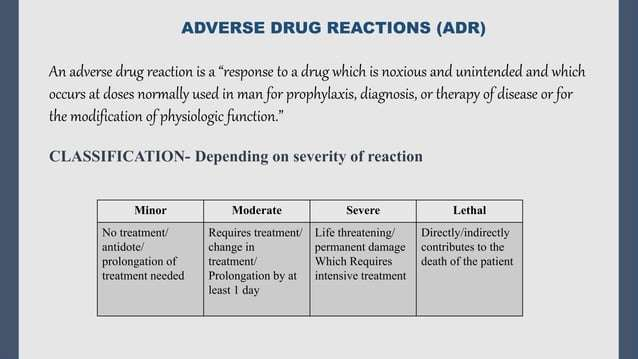 ADVERSE DRUG REACTIONS (ADR)
An adverse drug reaction is a “response to a drug which is noxious and unintended and which
occurs at doses normally used in man for prophylaxis, diagnosis, or therapy of disease or for
the modification of physiologic function.”
CLASSIFICATION- Depending on severity of reaction
Minor
Moderate
Severe
Lethal
No treatment/
antidote/
prolongation of
treatment needed
Requires treatment/
change in
treatment/
Prolongation by at
least 1 day
Life threatening/
permanent damage
Which Requires
intensive treatment
Directly/indirectly
contributes to the
death of the patient